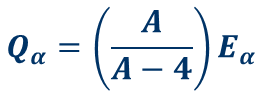 Qα = (A / (A − 4)) Eα